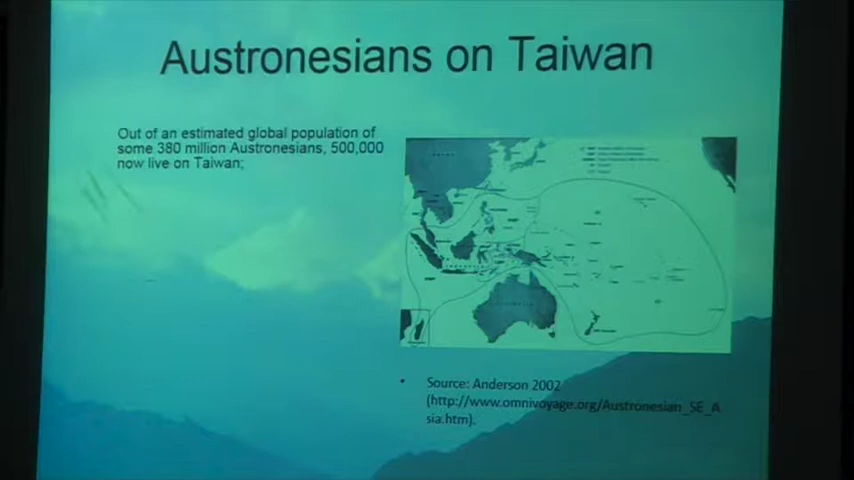 Austronesians on Taiwan
Out of an estimated global population of
some 380 million Austronesians, 500,000
now live on Taiwan;
• Source: Anderson 2002
(http://www.omnivoyage.org/Austronesian_SE_A
sia.htm).